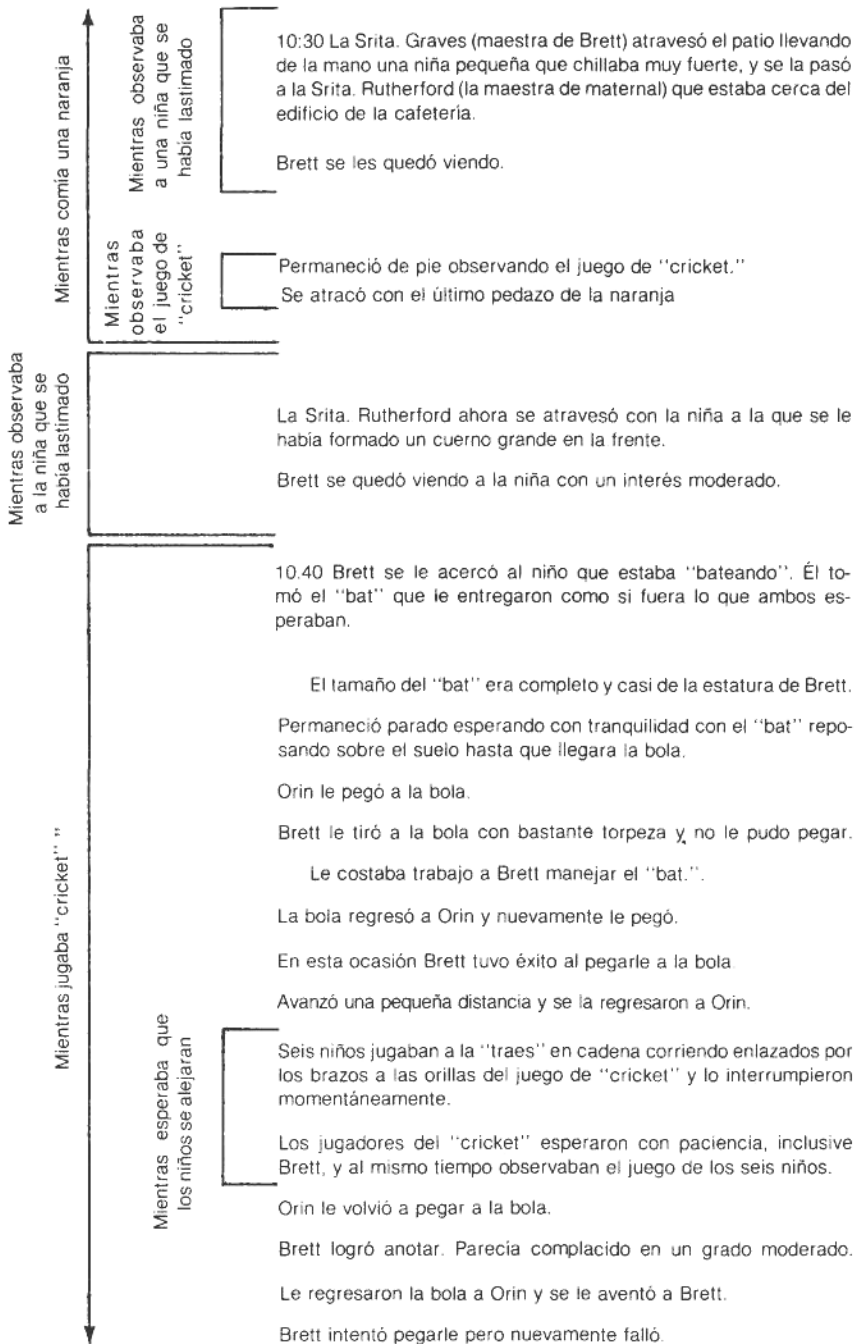 Mientras comía una naranja
Mientras observaba
a una niña que se
había lastimado
10:30 La Srita. Graves (maestra de Brett) atravesó el patio llevando
de la mano una niña pequeña que chillaba muy fuerte, y se la pasó
a la Srita. Rutherford (la maestra de maternal) que estaba cerca del
edificio de la cafetería.
Brett se les quedó viendo.
Mientras
observaba
el juego de
"cricket"
Permaneció de pie observando el juego de "cricket."
Se atracó con el último pedazo de la naranja
Mientras observaba
a la niña que se
había lastimado
La Srita. Rutherford ahora se atravesó con la niña a la que se le
había formado un cuerno grande en la frente.
Brett se quedó viendo a la niña con un interés moderado.
Mientras jugaba "cricket" "
10.40 Brett se le acercó al niño que estaba "bateando". Él to-
mó el "bat" que le entregaron como si fuera lo que ambos es-
peraban.
El tamaño del "bat" era completo y casi de la estatura de Brett.
Permaneció parado esperando con tranquilidad con el "bat" repo-
sando sobre el suelo hasta que llegara la bola.
Orin le pegó a la bola.
Brett le tiró a la bola con bastante torpeza y no le pudo pegar.
Le costaba trabajo a Brett manejar el "bat.".
La bola regresó a Orin y nuevamente le pegó.
En esta ocasión Brett tuvo éxito al pegarle a la bola
Avanzó una pequeña distancia y se la regresaron a Orin.
Mientras esperaba que
los niños se alejaran
Seis niños jugaban a la "traes" en cadena corriendo enlazados por
los brazos a las orillas del juego de "cricket" y lo interrumpieron
momentáneamente.
Los jugadores del "cricket" esperaron con paciencia, inclusive
Brett, y al mismo tiempo observaban el juego de los seis niños.
Orin le volvió a pegar a la bola.
Brett logró anotar. Parecía complacido en un grado moderado.
Le regresaron la bola a Orin y se le aventó a Brett.
Brett intentó pegarle pero nuevamente falló.